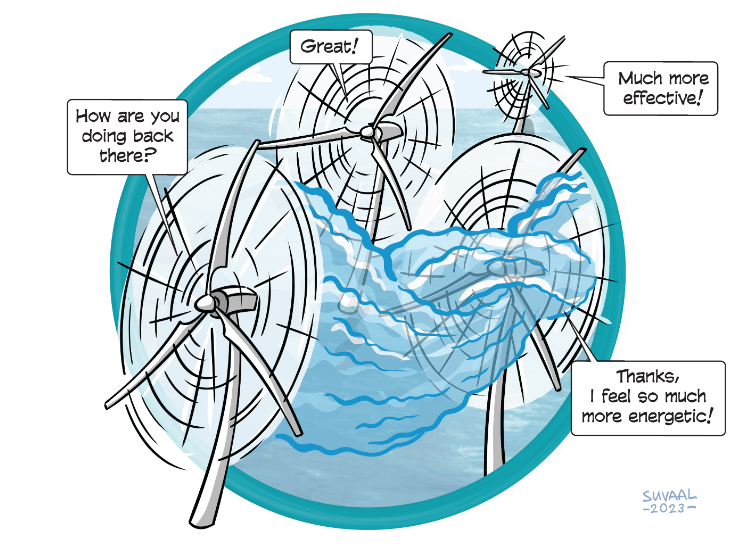 Great!
Much more
effective!
How are you
doing back
there?
Thanks,
I feel so much
more energetic!
SUVAAL
-2023-